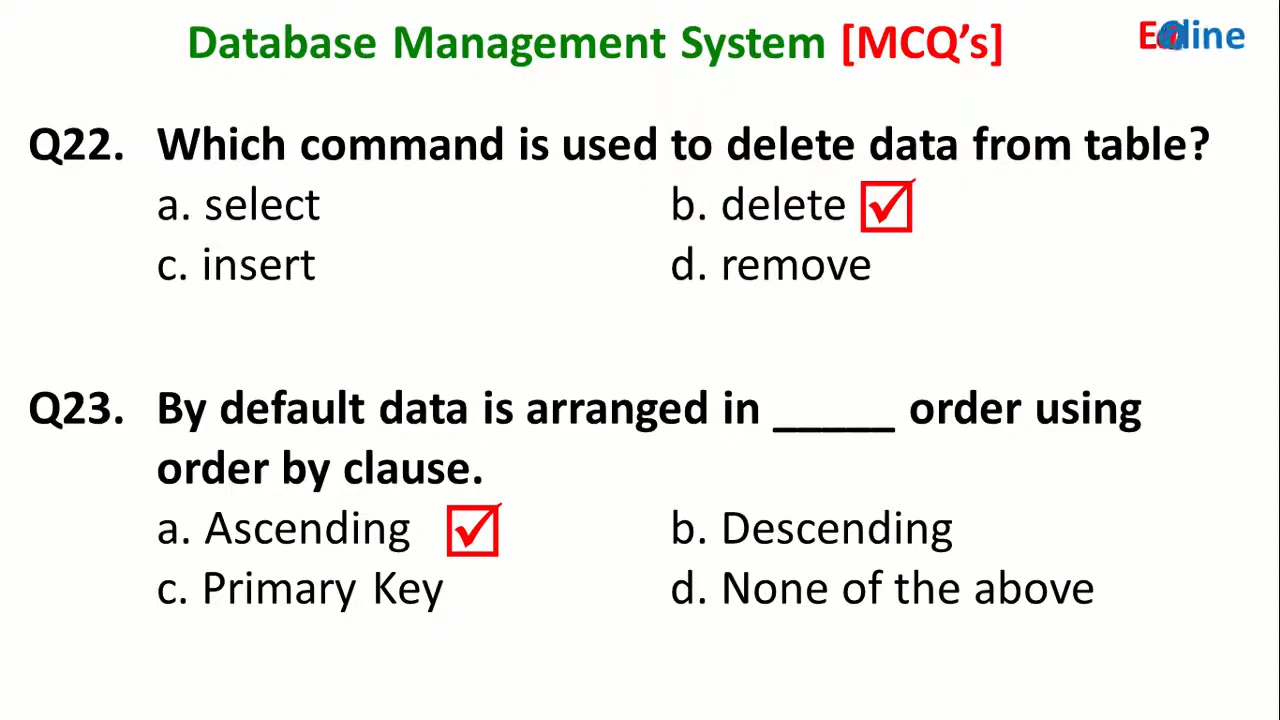 Database Management System [MCQ's]
Q22. Which command is used to delete data from table?
a. select b. delete
c. insert d. remove
Q23. By default data is arranged in _____ order using
order by clause.
a. Ascending b. Descending
c. Primary Key d. None of the above